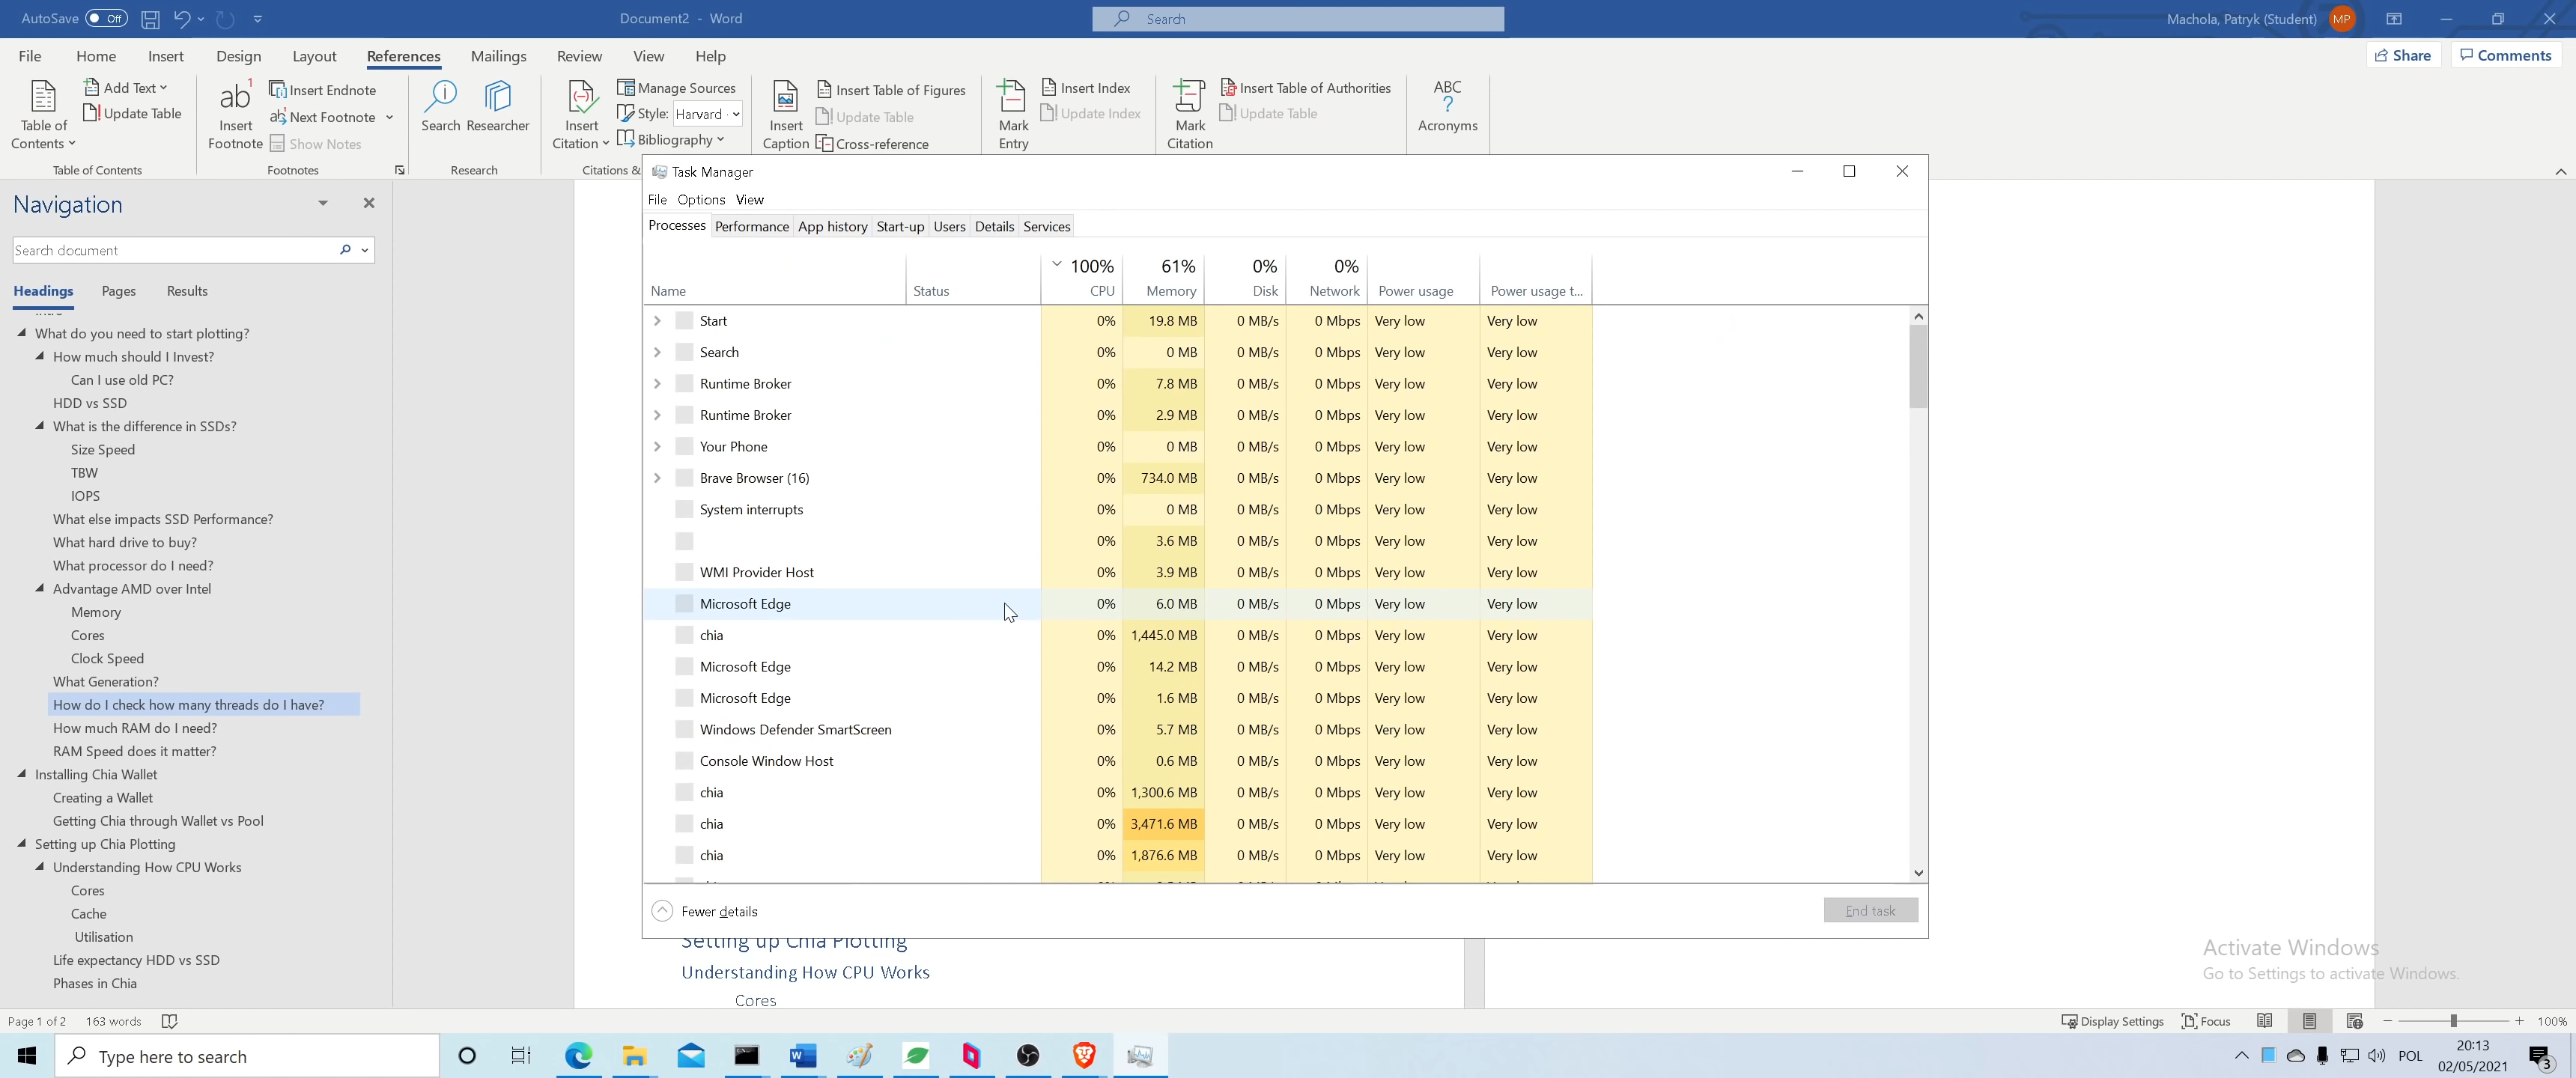 AutoSave Off Document2 - Word Search Machola, Patryk (Student) MP
File Home Insert Design Layout References Mailings Review View Help Share Comments
Table of Contents
Add Text
Update Table
Table of Contents
ab 1
Insert Footnote
Insert Endnote
Next Footnote
Show Notes
Footnotes
Search
Researcher
Research
Insert Citation
Manage Sources
Style: Harvard
Bibliography
Citations &
Insert Caption
Insert Table of Figures
Update Table
Cross-reference
Mark Entry
Insert Index
Update Index
Mark Citation
Insert Table of Authorities
Update Table
ABC
?
Acronyms
Navigation
Search document
Headings Pages Results
What do you need to start plotting?
How much should I Invest?
Can I use old PC?
HDD vs SSD
What is the difference in SSDs?
Size Speed
TBW
IOPS
What else impacts SSD Performance?
What hard drive to buy?
What processor do I need?
Advantage AMD over Intel
Memory
Cores
Clock Speed
What Generation?
How do I check how many threads do I have?
How much RAM do I need?
RAM Speed does it matter?
Installing Chia Wallet
Creating a Wallet
Getting Chia through Wallet vs Pool
Setting up Chia Plotting
Understanding How CPU Works
Cores
Cache
Utilisation
Life expectancy HDD vs SSD
Phases in Chia
Task Manager
File Options View
Processes Performance App history Start-up Users Details Services
100% 61% 0% 0%
Name Status CPU Memory Disk Network Power usage Power usage t...
Start 0% 19.8 MB 0 MB/s 0 Mbps Very low Very low
Search 0% 0 MB 0 MB/s 0 Mbps Very low Very low
Runtime Broker 0% 7.8 MB 0 MB/s 0 Mbps Very low Very low
Runtime Broker 0% 2.9 MB 0 MB/s 0 Mbps Very low Very low
Your Phone 0% 0 MB 0 MB/s 0 Mbps Very low Very low
Brave Browser (16) 0% 734.0 MB 0 MB/s 0 Mbps Very low Very low
System interrupts 0% 0 MB 0 MB/s 0 Mbps Very low Very low
0% 3.6 MB 0 MB/s 0 Mbps Very low Very low
WMI Provider Host 0% 3.9 MB 0 MB/s 0 Mbps Very low Very low
Microsoft Edge 0% 6.0 MB 0 MB/s 0 Mbps Very low Very low
chia 0% 1,445.0 MB 0 MB/s 0 Mbps Very low Very low
Microsoft Edge 0% 14.2 MB 0 MB/s 0 Mbps Very low Very low
Microsoft Edge 0% 1.6 MB 0 MB/s 0 Mbps Very low Very low
Windows Defender SmartScreen 0% 5.7 MB 0 MB/s 0 Mbps Very low Very low
Console Window Host 0% 0.6 MB 0 MB/s 0 Mbps Very low Very low
chia 0% 1,300.6 MB 0 MB/s 0 Mbps Very low Very low
chia 0% 3,471.6 MB 0 MB/s 0 Mbps Very low Very low
chia 0% 1,876.6 MB 0 MB/s 0 Mbps Very low Very low
Fewer details End task
Setting up Chia Plotting
Understanding How CPU Works
Cores
Activate Windows
Go to Settings to activate Windows.
Page 1 of 2 163 words Display Settings Focus 100%
Type here to search POL 20:13
02/05/2021 3